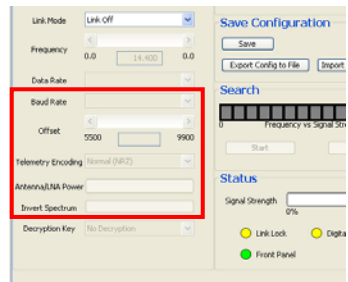 Link Mode Link Off
Frequency 0.0 14.400 0.0
Data Rate
Baud Rate
Offset 5500 9900
Telemetry Encoding Normal (NRZ)
Antenna/LNA Power
Invert Spectrum
Decryption Key No Decryption
Save Configuration
Save
Export Config to File Import
Search
0 Frequency vs Signal Stre
Start
Status
Signal Strength
0%
Link Lock Digita
Front Panel